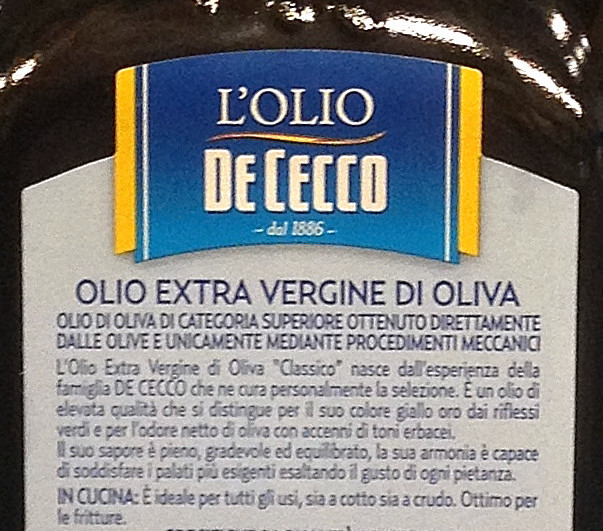 L'OLIO
DE CECCO
- dal 1886 -
OLIO EXTRA VERGINE DI OLIVA
OLIO DI OLIVA DI CATEGORIA SUPERIORE OTTENUTO DIRETTAMENTE
DALLE OLIVE E UNICAMENTE MEDIANTE PROCEDIMENTI MECCANICI
L'Olio Extra Vergine di Oliva "Classico" nasce dall'esperienza della
famiglia DE CECCO che ne cura personalmente la selezione. È un olio di
elevata qualità che si distingue per il suo colore giallo oro dai riflessi
verdi e per l'odore netto di oliva con accenni di toni erbacei.
Il suo sapore è pieno, gradevole ed equilibrato, la sua armonia è capace
di soddisfare i palati più esigenti esaltando il gusto di ogni pietanza.
IN CUCINA: È ideale per tutti gli usi, sia a cotto sia a crudo. Ottimo per
le fritture.